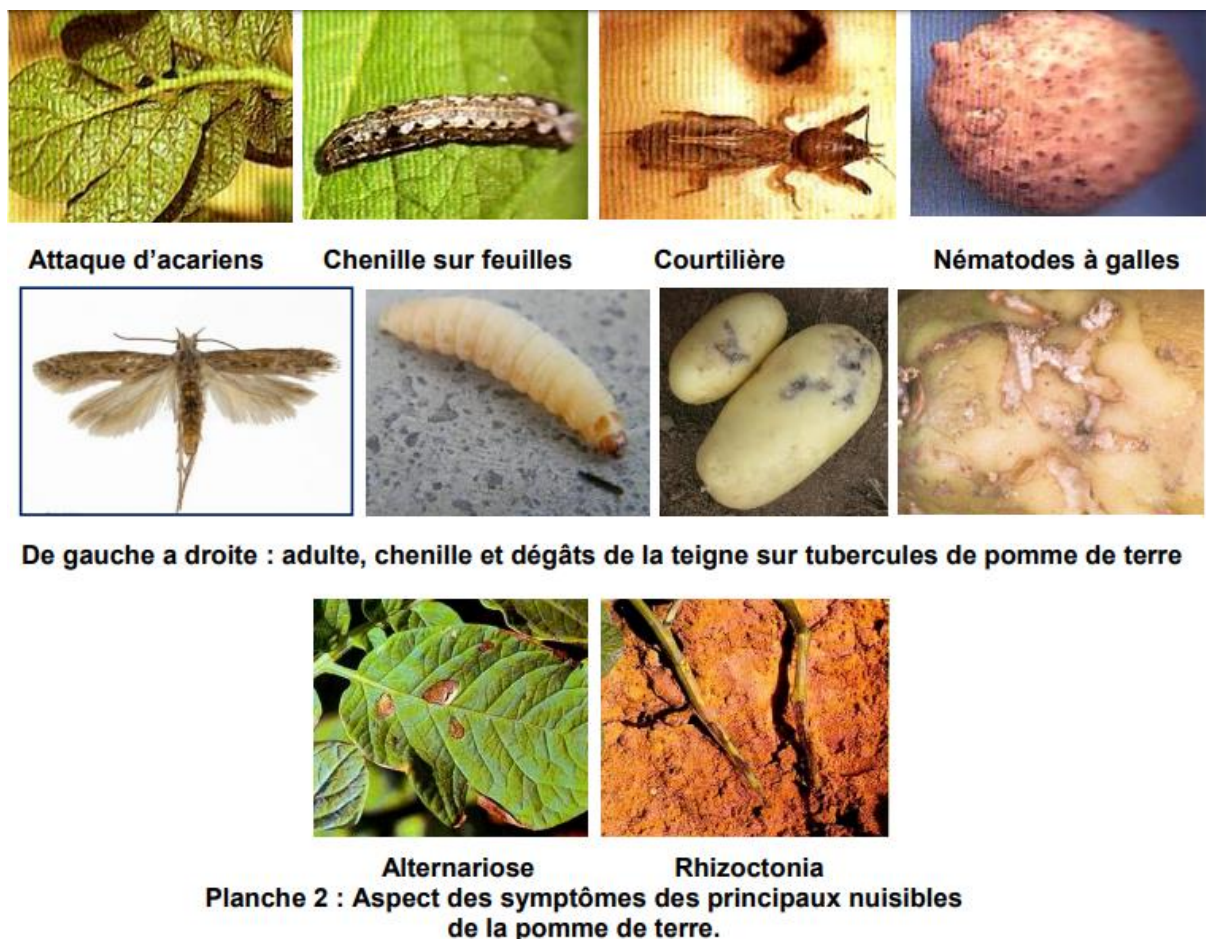 Attaque d'acariens
Chenille sur feuilles
Courtilière
Nématodes à galles
De gauche a droite : adulte, chenille et dégâts de la teigne sur tubercules de pomme de terre
Alternariose
Rhizoctonia
Planche 2 : Aspect des symptômes des principaux nuisibles
de la pomme de terre.